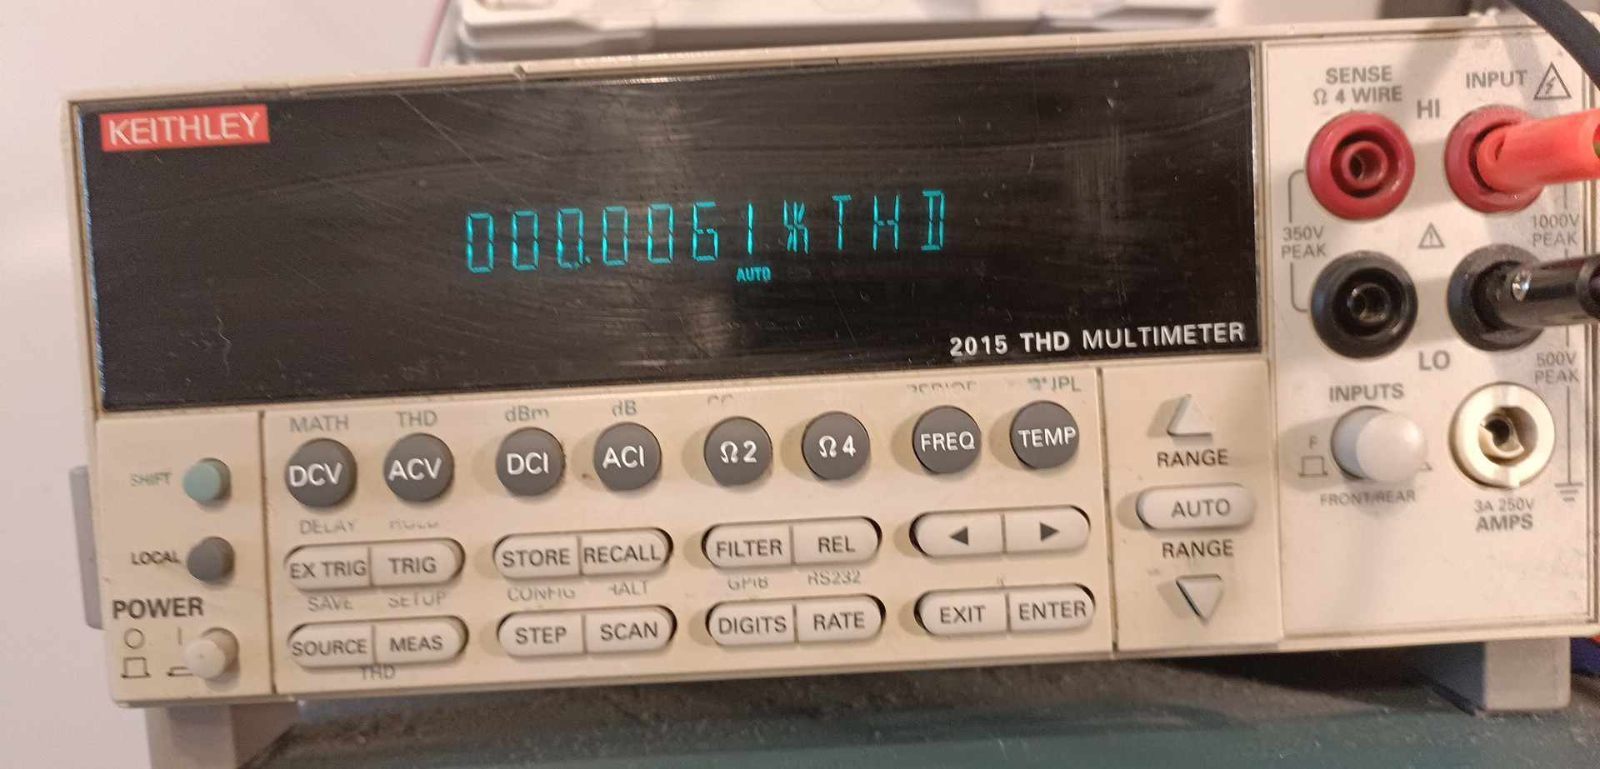 KEITHLEY
000.0061%THD
AUTO
2015 THD MULTIMETER
SENSE
Ω 4 WIRE
INPUT
HI
350V
PEAK
1000V
PEAK
LO
500V
PEAK
INPUTS
F
FRONT/REAR
3A 250V
AMPS
MATH THD dBm dB
DCV ACV DCI ACI Ω2 Ω4 FREQ TEMP
SHIFT
DELAY HOLD
EX TRIG TRIG STORE RECALL FILTER REL ◀ ▶
LOCAL
SAVE SETUP CONFIG HALT GPIB RS232
SOURCE MEAS STEP SCAN DIGITS RATE EXIT ENTER
THD
POWER
O I
RANGE
AUTO
RANGE